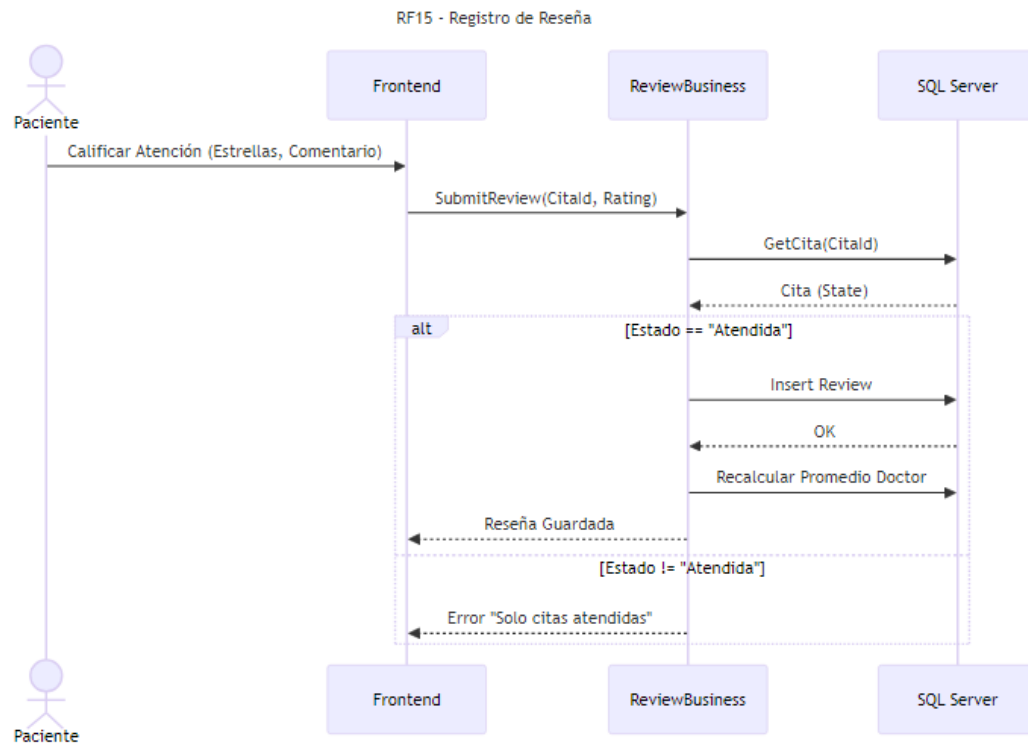 RF15 - Registro de Reseña
Paciente
Frontend
ReviewBusiness
SQL Server
Calificar Atención (Estrellas, Comentario)
SubmitReview(CitaId, Rating)
GetCita(CitaId)
Cita (State)
alt
[Estado == "Atendida"]
Insert Review
OK
Recalcular Promedio Doctor
Reseña Guardada
[Estado != "Atendida"]
Error "Solo citas atendidas"
Paciente
Frontend
ReviewBusiness
SQL Server